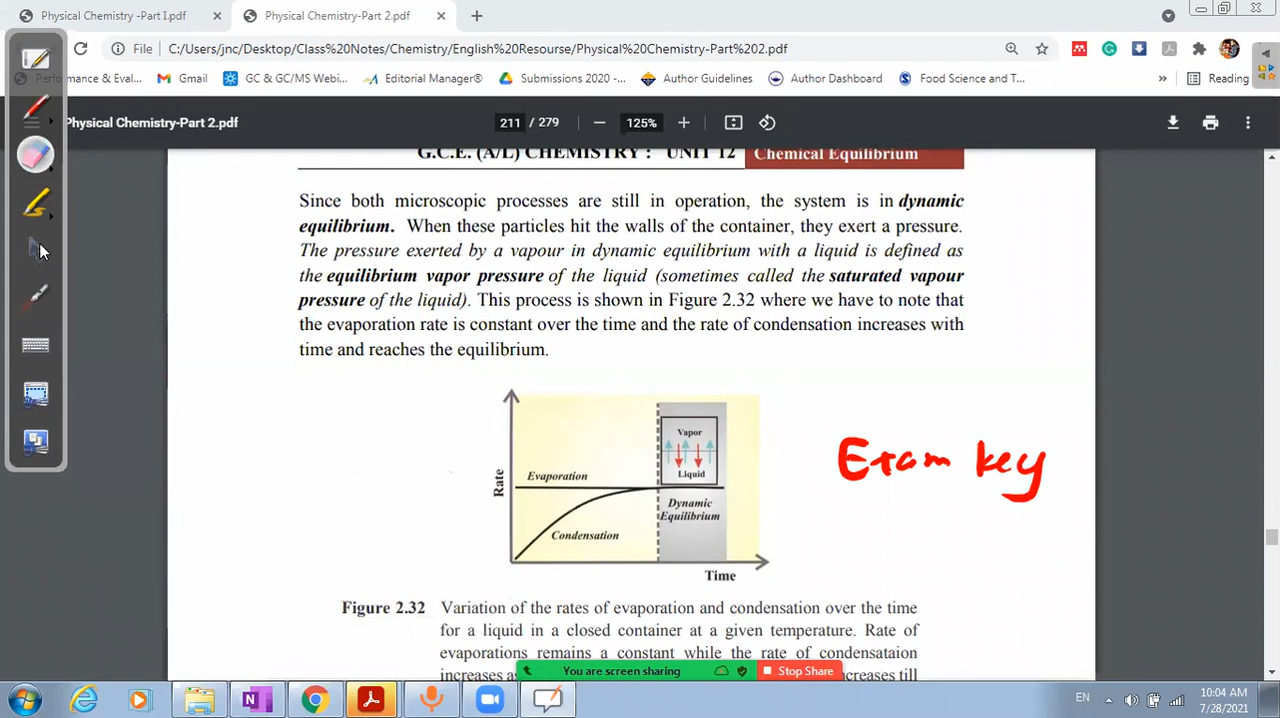 Physical Chemistry -Part I.pdf
Physical Chemistry-Part 2.pdf
File
C:/Users/jnc/Desktop/Class%20Notes/Chemistry/English%20Resourse/Physical%20Chemistry-Part%202.pdf
Performance & Eval...
Gmail
GC & GC/MS Webi...
Editorial Manager®
Submissions 2020 -...
Author Guidelines
Author Dashboard
Food Science and T...
»
Reading
Physical Chemistry-Part 2.pdf
211 / 279
125%
G.C.E. (A/L) CHEMISTRY : UNIT 12
Chemical Equilibrium
Since both microscopic processes are still in operation, the system is in dynamic
equilibrium. When these particles hit the walls of the container, they exert a pressure.
The pressure exerted by a vapour in dynamic equilibrium with a liquid is defined as
the equilibrium vapor pressure of the liquid (sometimes called the saturated vapour
pressure of the liquid). This process is shown in Figure 2.32 where we have to note that
the evaporation rate is constant over the time and the rate of condensation increases with
time and reaches the equilibrium.
Vapor
Evaporation
Liquid
Rate
Dynamic
Equilibrium
Condensation
Time
Exam key
Figure 2.32 Variation of the rates of evaporation and condensation over the time
for a liquid in a closed container at a given temperature. Rate of
evaporations remains a constant while the rate of condensataion
increases
ncreases till
You are screen sharing
Stop Share
EN
10:04 AM
7/28/2021